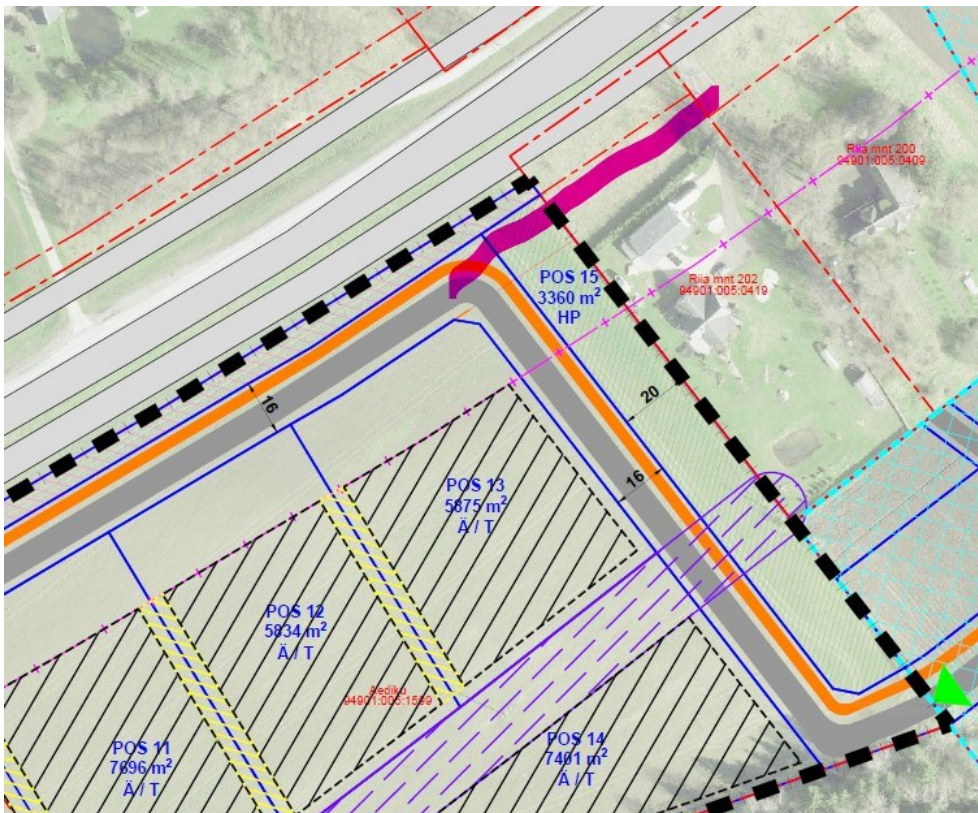 Riia mnt 200
94901:005:0409
Riia mnt 202
94901:005:0419
POS 15
3360 m²
HP
16
20
16
POS 13
5875 m²
Ä / T
POS 12
5834 m²
Ä / T
Aediku
94901:005:1599
POS 11
7696 m²
Ä / T
POS 14
7401 m²
Ä / T